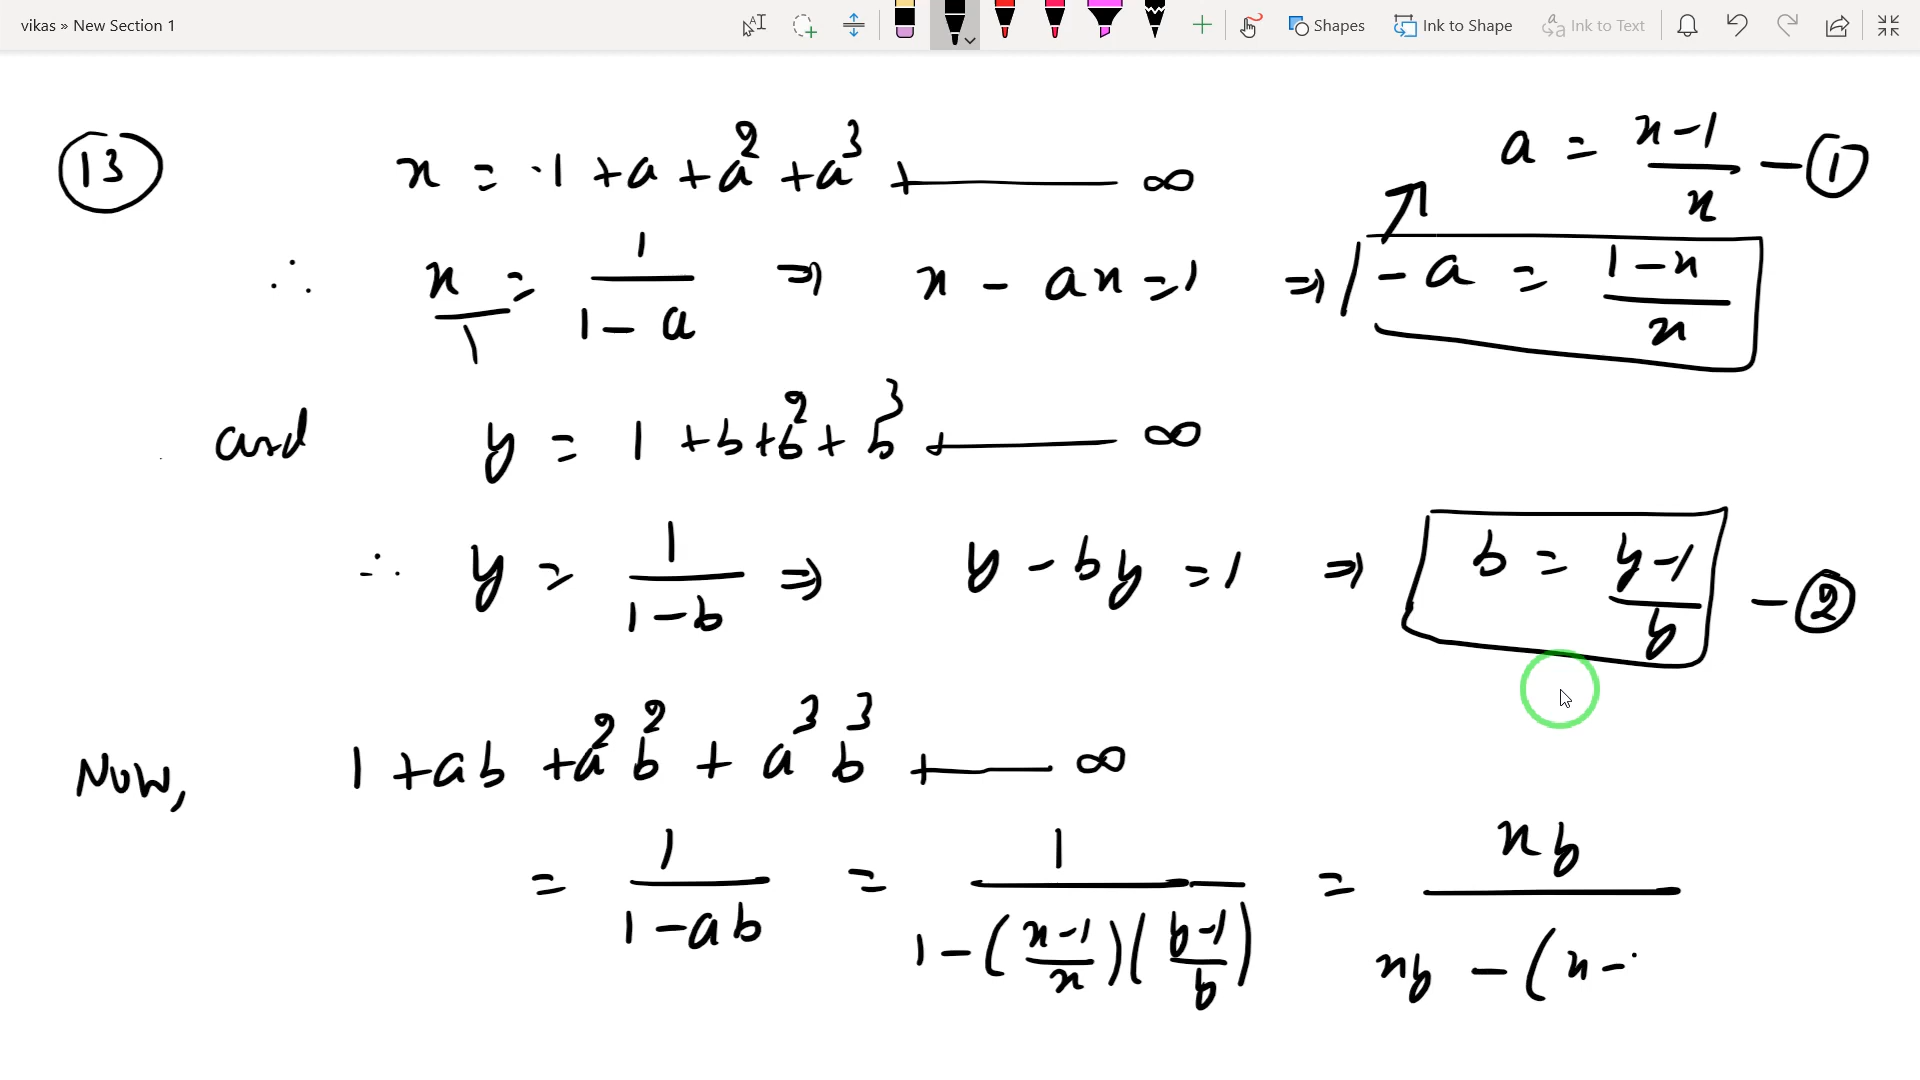 vikas » New Section 1
Shapes
Ink to Shape
Ink to Text
13
x = 1 + a + a² + a³ + ——— ∞
a = (x-1)/x — ①
∴ x/1 = 1/(1-a) ⇒ x - ax = 1 ⇒ -a = (1-x)/x
and y = 1 + b + b² + b³ + ——— ∞
∴ y = 1/(1-b) ⇒ y - by = 1 ⇒ b = (y-1)/y — ②
Now, 1 + ab + a²b² + a³b³ + —— ∞
= 1/(1-ab) = 1/(1-((x-1)/x)((y-1)/y)) = xy/(xy - (x -